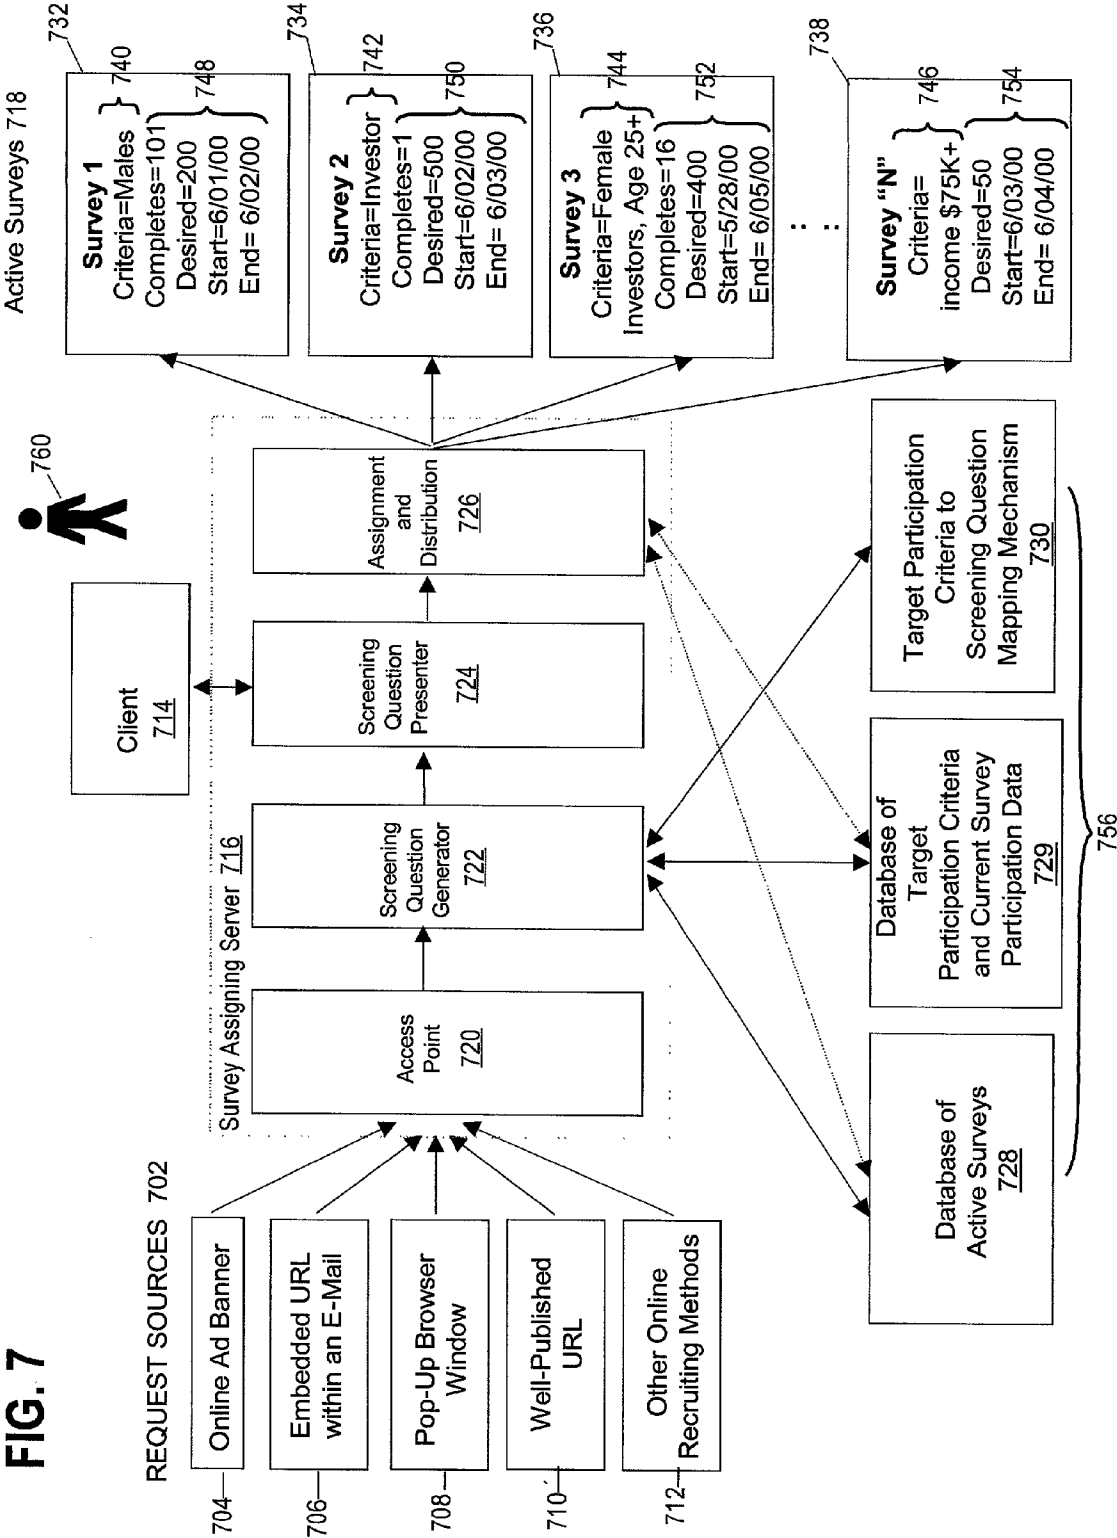 FIG. 7
REQUEST SOURCES 702
704
Online Ad Banner
706
Embedded URL
within an E-Mail
708
Pop-Up Browser
Window
710
Well-Published
URL
712
Other Online
Recruiting Methods
Survey Assigning Server 716
Access
Point
720
Screening
Question
Generator
722
Screening
Question
Presenter
724
Assignment
and
Distribution
726
Client
714
760
Database of
Active Surveys
728
Database of
Target
Participation Criteria
and Current Survey
Participation Data
729
Target Participation
Criteria to
Screening Question
Mapping Mechanism
730
756
Active Surveys 718
732
Survey 1
Criteria=Males
740
Completes=101
Desired=200
Start=6/01/00
End= 6/02/00
748
734
Survey 2
Criteria=Investor
742
Completes=1
Desired=500
Start=6/02/00
End= 6/03/00
750
736
Survey 3
Criteria=Female
Investors, Age 25+
744
Completes=16
Desired=400
Start=5/28/00
End= 6/05/00
752
738
Survey “N”
Criteria=
income $75K+
746
Desired=50
Start=6/03/00
End= 6/04/00
754